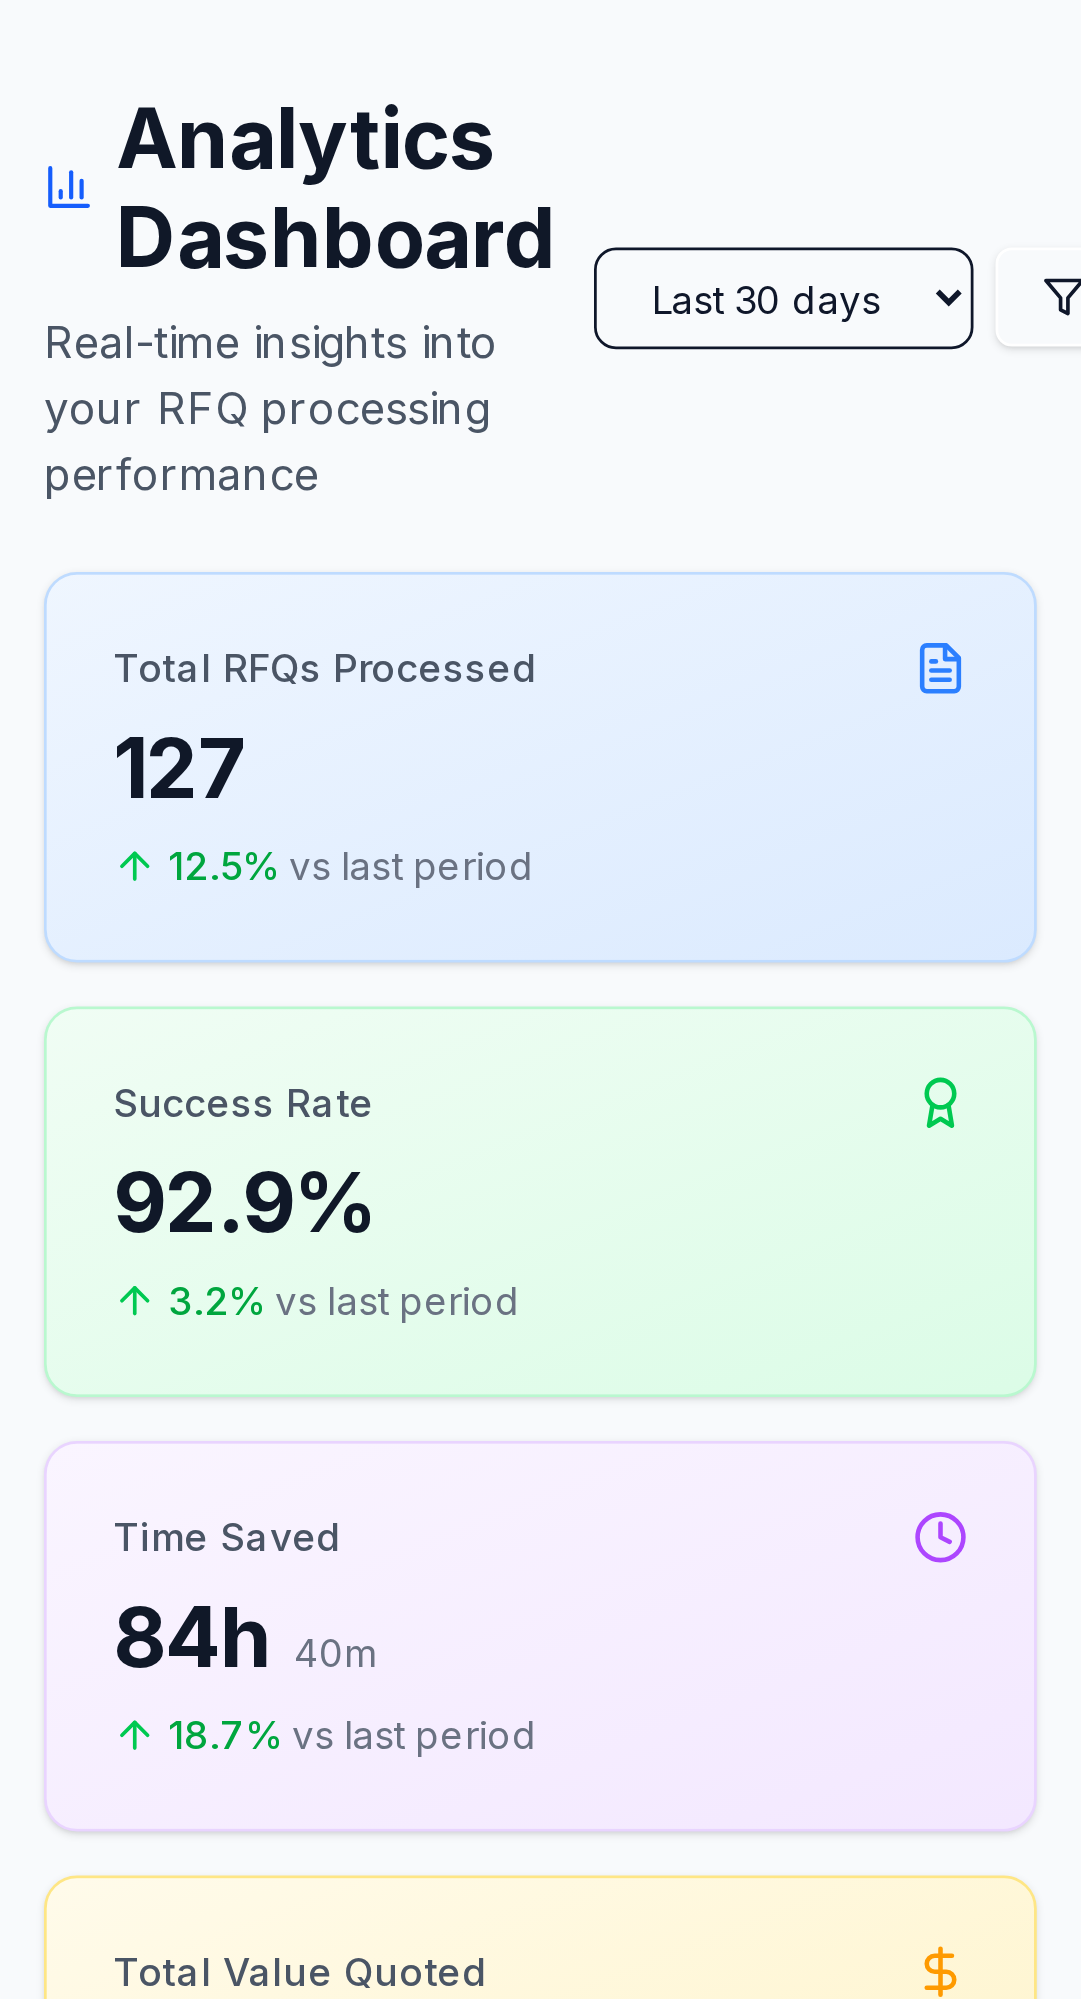 Analytics
Dashboard
Last 30 days
Real-time insights into
your RFQ processing
performance
Total RFQs Processed
127
12.5% vs last period
Success Rate
92.9%
3.2% vs last period
Time Saved
84h 40m
18.7% vs last period
Total Value Quoted